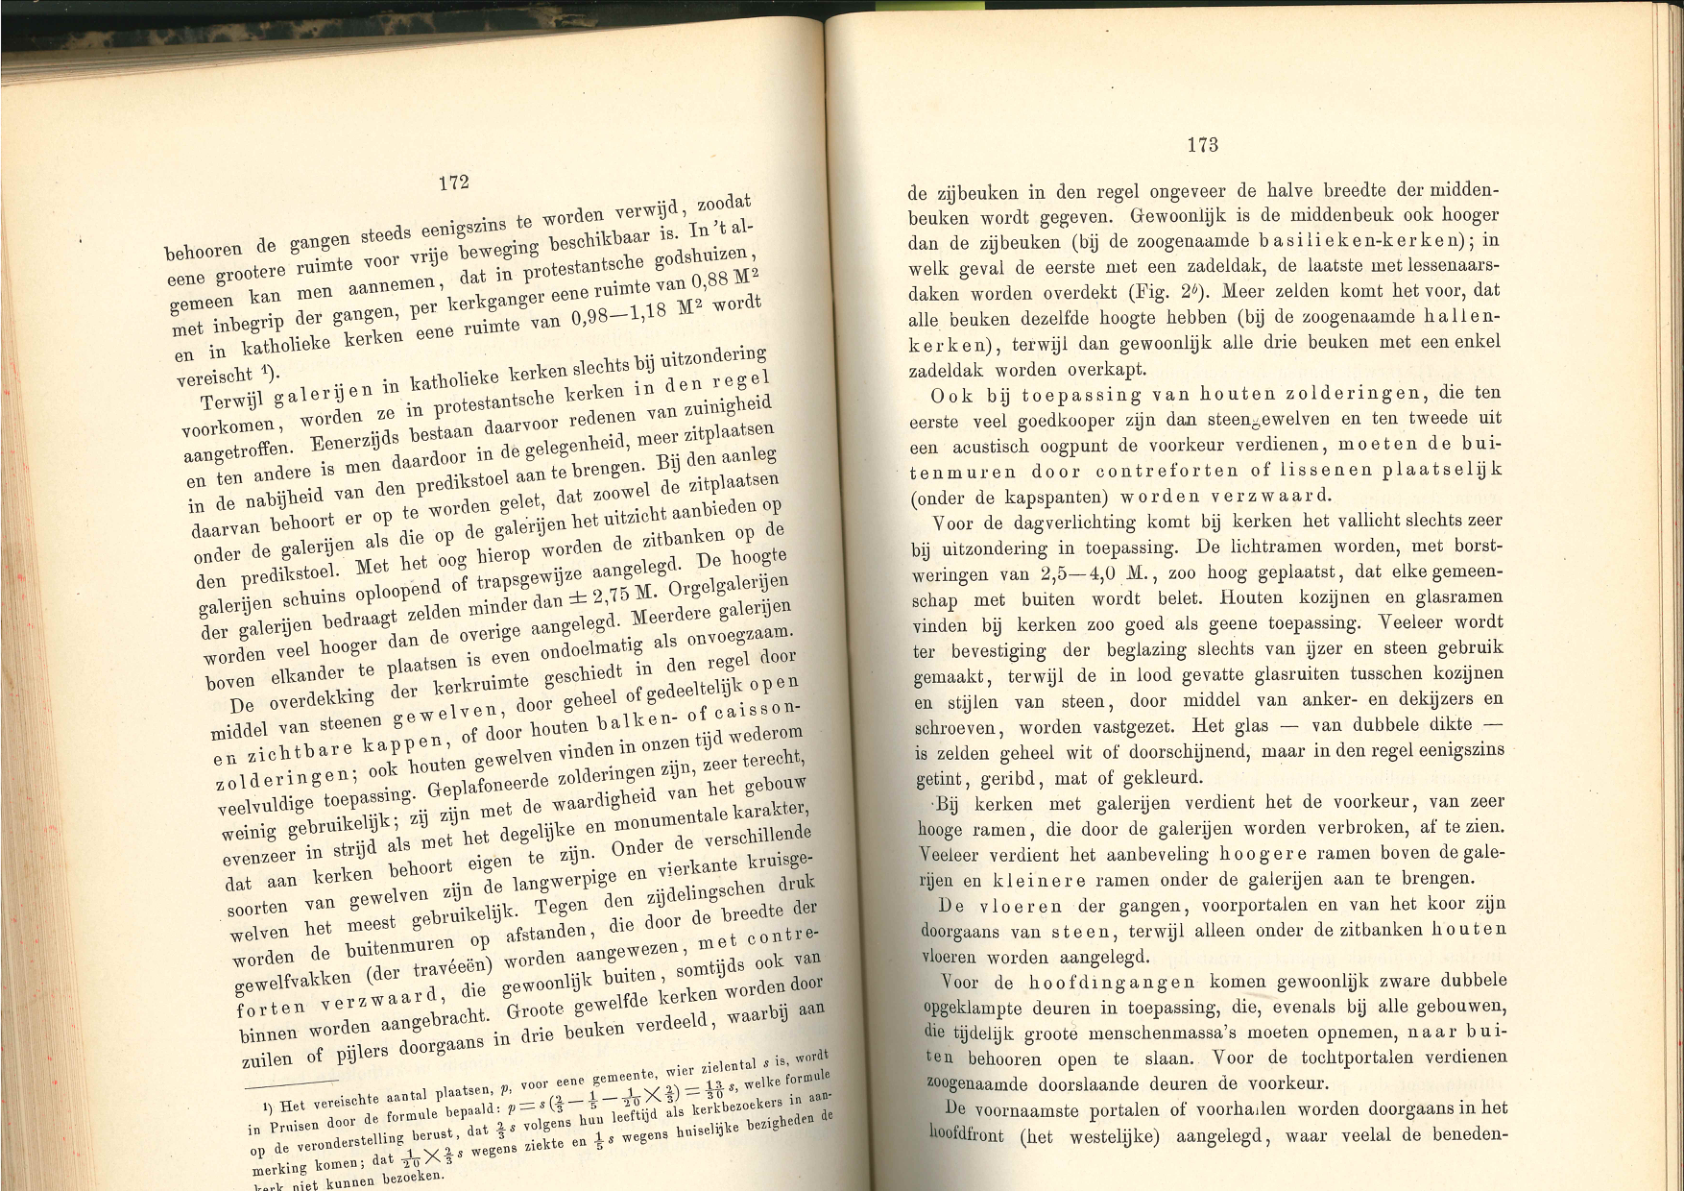 172
behooren de gangen steeds eenigszins te worden verwijd, zoodat
eene grootere ruimte voor vrije beweging beschikbaar is. In 't al-
gemeen kan men aannemen, dat in protestantsche godshuizen,
met inbegrip der gangen, per kerkganger eene ruimte van 0,88 M²
en in katholieke kerken eene ruimte van 0,98—1,18 M² wordt
vereischt ¹).
Terwijl galerijen in katholieke kerken slechts bij uitzondering
voorkomen, worden ze in protestantsche kerken in den regel
aangetroffen. Eenerzijds bestaan daarvoor redenen van zuinigheid
en ten andere is men daardoor in de gelegenheid, meer zitplaatsen
in de nabijheid van den predikstoel aan te brengen. Bij den aanleg
daarvan behoort er op te worden gelet, dat zoowel de zitplaatsen
onder de galerijen als die op de galerijen het uitzicht aanbieden op
den predikstoel. Met het oog hierop worden de zitbanken op de
galerijen schuins oploopend of trapsgewijze aangelegd. De hoogte
der galerijen bedraagt zelden minder dan ± 2,75 M. Orgelgalerijen
worden veel hooger dan de overige aangelegd. Meerdere galerijen
boven elkander te plaatsen is even ondoelmatig als onvoegzaam.
De overdekking der kerkruimte geschiedt in den regel door
middel van steenen gewelven, door geheel of gedeeltelijk open
en zichtbare kappen, of door houten balken- of caisson-
zolderingen; ook houten gewelven vinden in onzen tijd wederom
veelvuldige toepassing. Geplafoneerde zolderingen zijn, zeer terecht,
weinig gebruikelijk; zij zijn met de waardigheid van het gebouw
evenzeer in strijd als met het degelijke en monumentale karakter,
dat aan kerken behoort eigen te zijn. Onder de verschillende
soorten van gewelven zijn de langwerpige en vierkante kruisge-
welven het meest gebruikelijk. Tegen den zijdelingschen druk
worden de buitenmuren op afstanden, die door de breedte der
gewelfvakken (der travéeën) worden aangewezen, met contre-
forten verzwaard, die gewoonlijk buiten, somtijds ook van
binnen worden aangebracht. Groote gewelfde kerken worden door
zuilen of pijlers doorgaans in drie beuken verdeeld, waarbij aan
¹) Het vereischte aantal plaatsen, p, voor eene gemeente, wier zielental s is, wordt
in Pruisen door de formule bepaald: p = s (2/3 — 1/5 — 1/20 × 2/3) = 13/30 s, welke formule
op de veronderstelling berust, dat 2/3 s volgens hun leeftijd als kerkbezoekers in aan-
merking komen; dat 1/20 × 2/3 s wegens ziekte en 1/5 s wegens huiselijke bezigheden de
kerk niet kunnen bezoeken.
173
de zijbeuken in den regel ongeveer de halve breedte der midden-
beuken wordt gegeven. Gewoonlijk is de middenbeuk ook hooger
dan de zijbeuken (bij de zoogenaamde basilieken-kerken); in
welk geval de eerste met een zadeldak, de laatste met lessenaars-
daken worden overdekt (Fig. 2ᵇ). Meer zelden komt het voor, dat
alle beuken dezelfde hoogte hebben (bij de zoogenaamde hallen-
kerken), terwijl dan gewoonlijk alle drie beuken met een enkel
zadeldak worden overkapt.
Ook bij toepassing van houten zolderingen, die ten
eerste veel goedkooper zijn dan steengewelven en ten tweede uit
een acustisch oogpunt de voorkeur verdienen, moeten de bui-
tenmuren door contreforten of lissenen plaatselijk
(onder de kapspanten) worden verzwaard.
Voor de dagverlichting komt bij kerken het vallicht slechts zeer
bij uitzondering in toepassing. De lichtramen worden, met borst-
weringen van 2,5—4,0 M., zoo hoog geplaatst, dat elke gemeen-
schap met buiten wordt belet. Houten kozijnen en glasramen
vinden bij kerken zoo goed als geene toepassing. Veeleer wordt
ter bevestiging der beglazing slechts van ijzer en steen gebruik
gemaakt, terwijl de in lood gevatte glasruiten tusschen kozijnen
en stijlen van steen, door middel van anker- en dekijzers en
schroeven, worden vastgezet. Het glas — van dubbele dikte —
is zelden geheel wit of doorschijnend, maar in den regel eenigszins
getint, geribd, mat of gekleurd.
Bij kerken met galerijen verdient het de voorkeur, van zeer
hooge ramen, die door de galerijen worden verbroken, af te zien.
Veeleer verdient het aanbeveling hoogere ramen boven de gale-
rijen en kleinere ramen onder de galerijen aan te brengen.
De vloeren der gangen, voorportalen en van het koor zijn
doorgaans van steen, terwijl alleen onder de zitbanken houten
vloeren worden aangelegd.
Voor de hoofdingangen komen gewoonlijk zware dubbele
opgeklampte deuren in toepassing, die, evenals bij alle gebouwen,
die tijdelijk groote menschenmassa's moeten opnemen, naar bui-
ten behooren open te slaan. Voor de tochtportalen verdienen
zoogenaamde doorslaande deuren de voorkeur.
De voornaamste portalen of voorhallen worden doorgaans in het
hoofdfront (het westelijke) aangelegd, waar veelal de beneden-